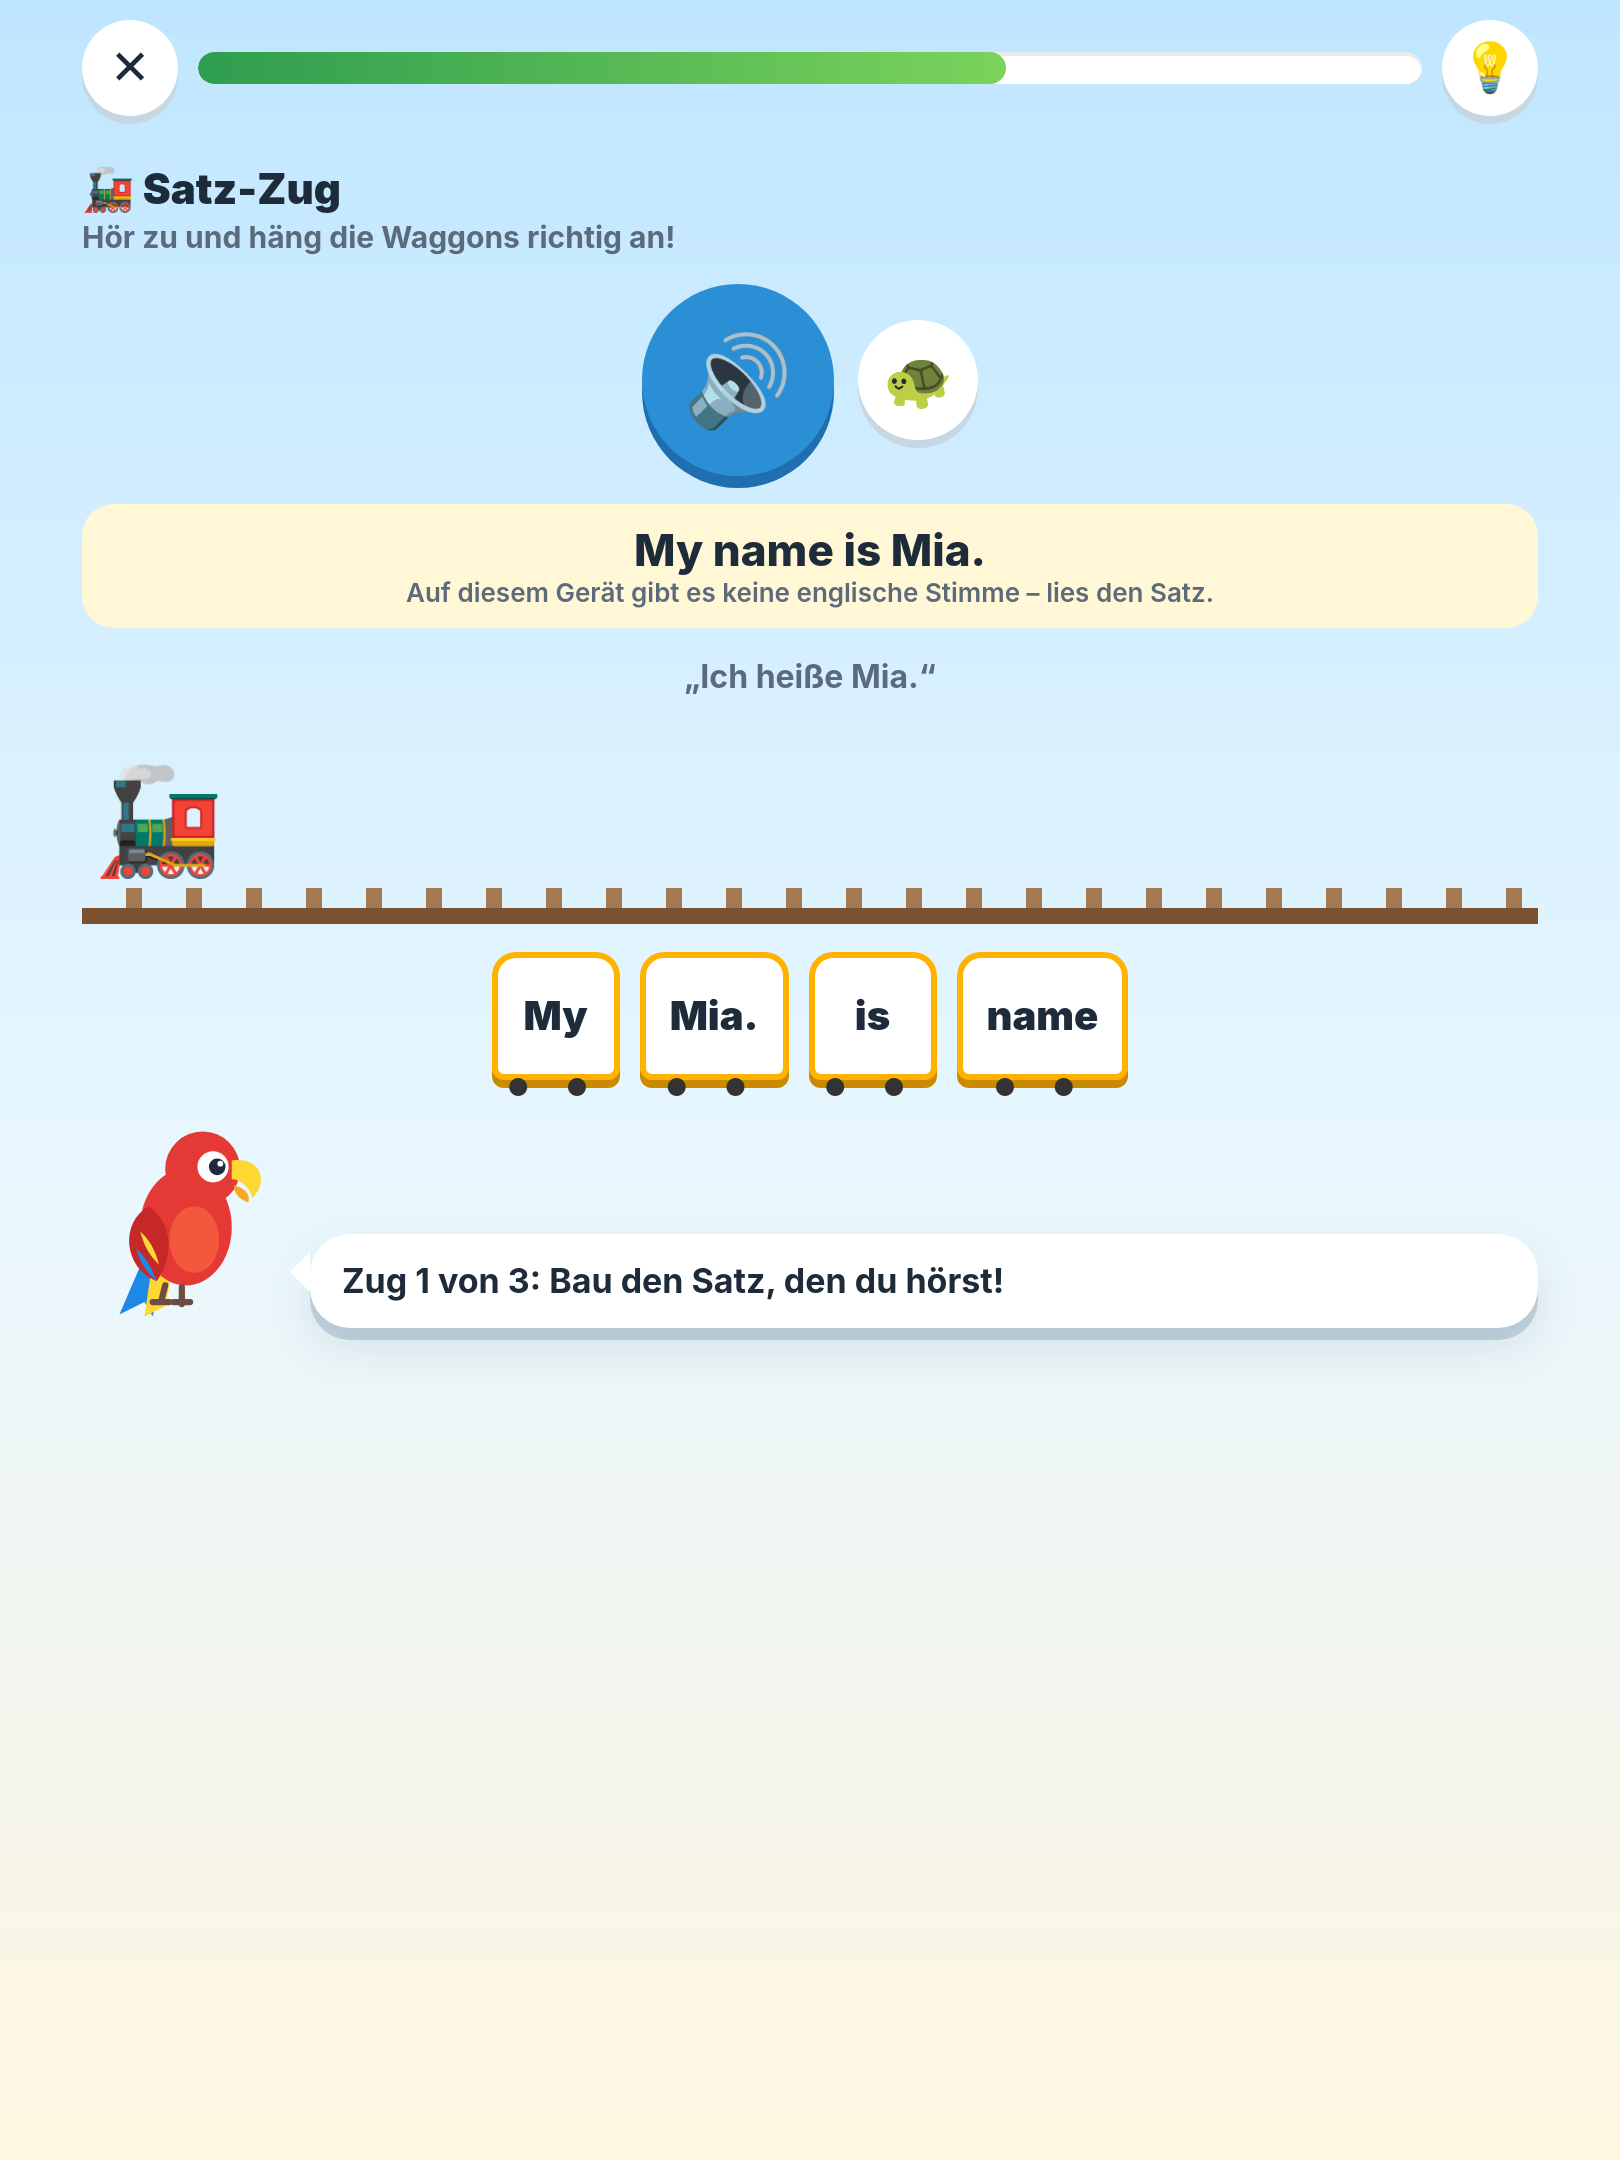 Satz-Zug
Hör zu und häng die Waggons richtig an!
My name is Mia.
Auf diesem Gerät gibt es keine englische Stimme – lies den Satz.
„Ich heiße Mia.“
My Mia. is name
Zug 1 von 3: Bau den Satz, den du hörst!